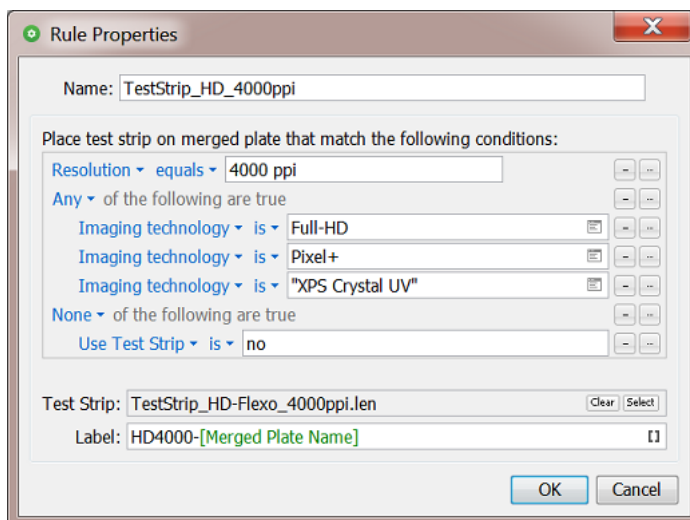 Rule Properties
Name: TestStrip_HD_4000ppi
Place test strip on merged plate that match the following conditions:
Resolution equals 4000 ppi
Any of the following are true
Imaging technology is Full-HD
Imaging technology is Pixel+
Imaging technology is "XPS Crystal UV"
None of the following are true
Use Test Strip is no
Test Strip: TestStrip_HD-Flexo_4000ppi.len Clear Select
Label: HD4000-[Merged Plate Name] []
OK Cancel